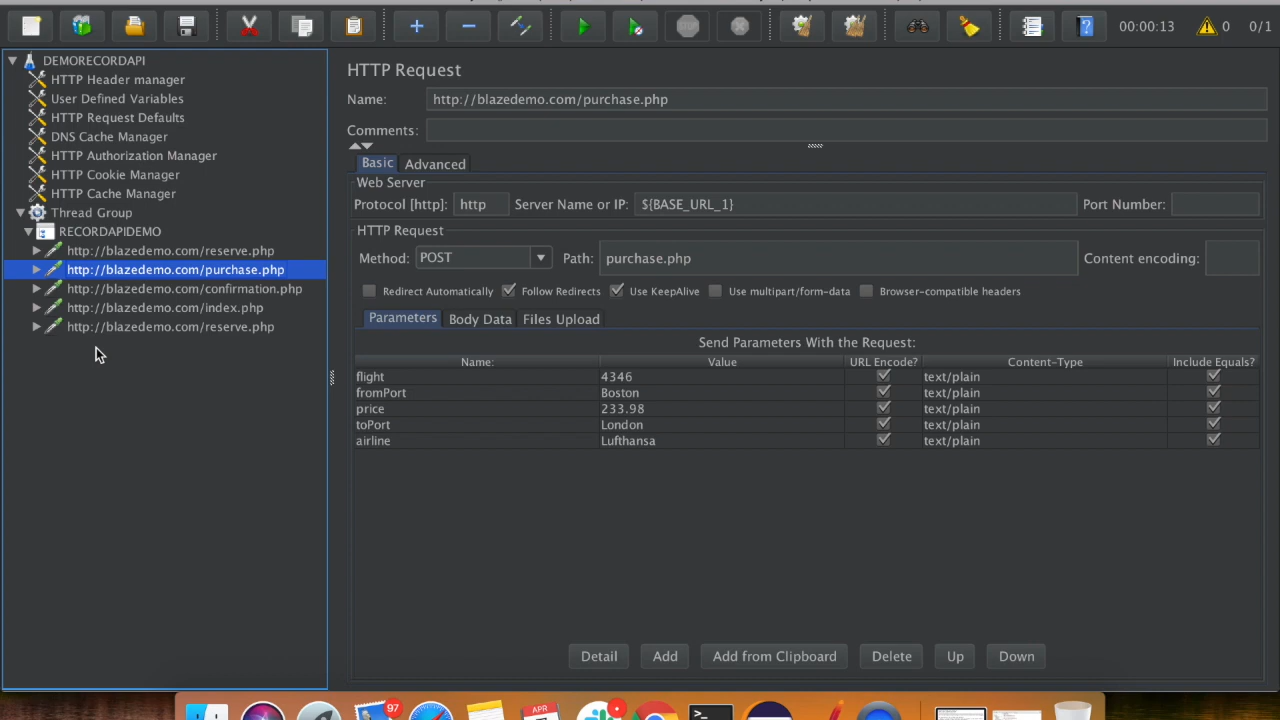 00:00:13
0
0/1
DEMORECORDAPI
HTTP Header manager
User Defined Variables
HTTP Request Defaults
DNS Cache Manager
HTTP Authorization Manager
HTTP Cookie Manager
HTTP Cache Manager
Thread Group
RECORDAPIDEMO
http://blazedemo.com/reserve.php
http://blazedemo.com/purchase.php
http://blazedemo.com/confirmation.php
http://blazedemo.com/index.php
http://blazedemo.com/reserve.php
HTTP Request
Name: http://blazedemo.com/purchase.php
Comments:
Basic Advanced
Web Server
Protocol [http]: http Server Name or IP: ${BASE_URL_1} Port Number:
HTTP Request
Method: POST Path: purchase.php Content encoding:
Redirect Automatically Follow Redirects Use KeepAlive Use multipart/form-data Browser-compatible headers
Parameters Body Data Files Upload
Send Parameters With the Request:
Name: Value URL Encode? Content-Type Include Equals?
flight 4346 text/plain
fromPort Boston text/plain
price 233.98 text/plain
toPort London text/plain
airline Lufthansa text/plain
Detail Add Add from Clipboard Delete Up Down
97
APR